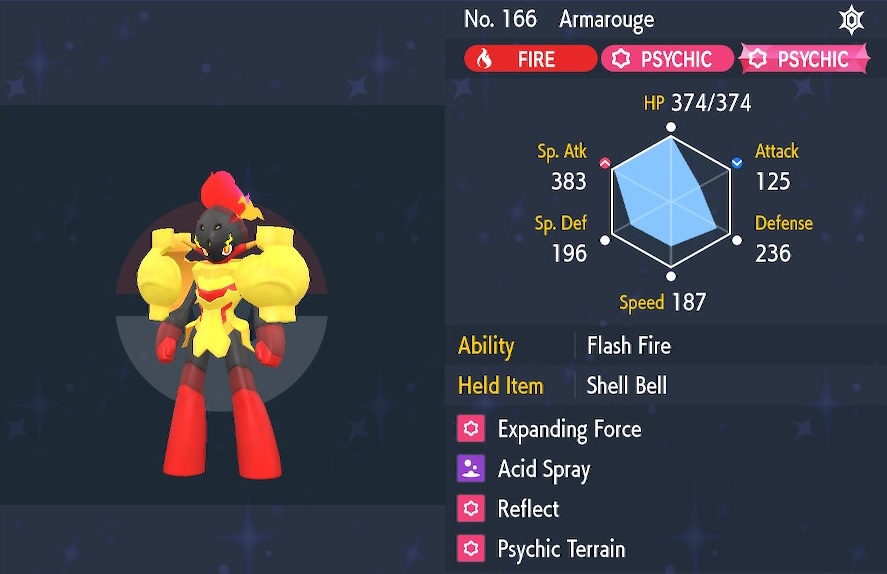 No. 166 Armarouge
FIRE PSYCHIC PSYCHIC
HP 374/374
Sp. Atk 383
Attack 125
Sp. Def 196
Defense 236
Speed 187
Ability Flash Fire
Held Item Shell Bell
Expanding Force
Acid Spray
Reflect
Psychic Terrain